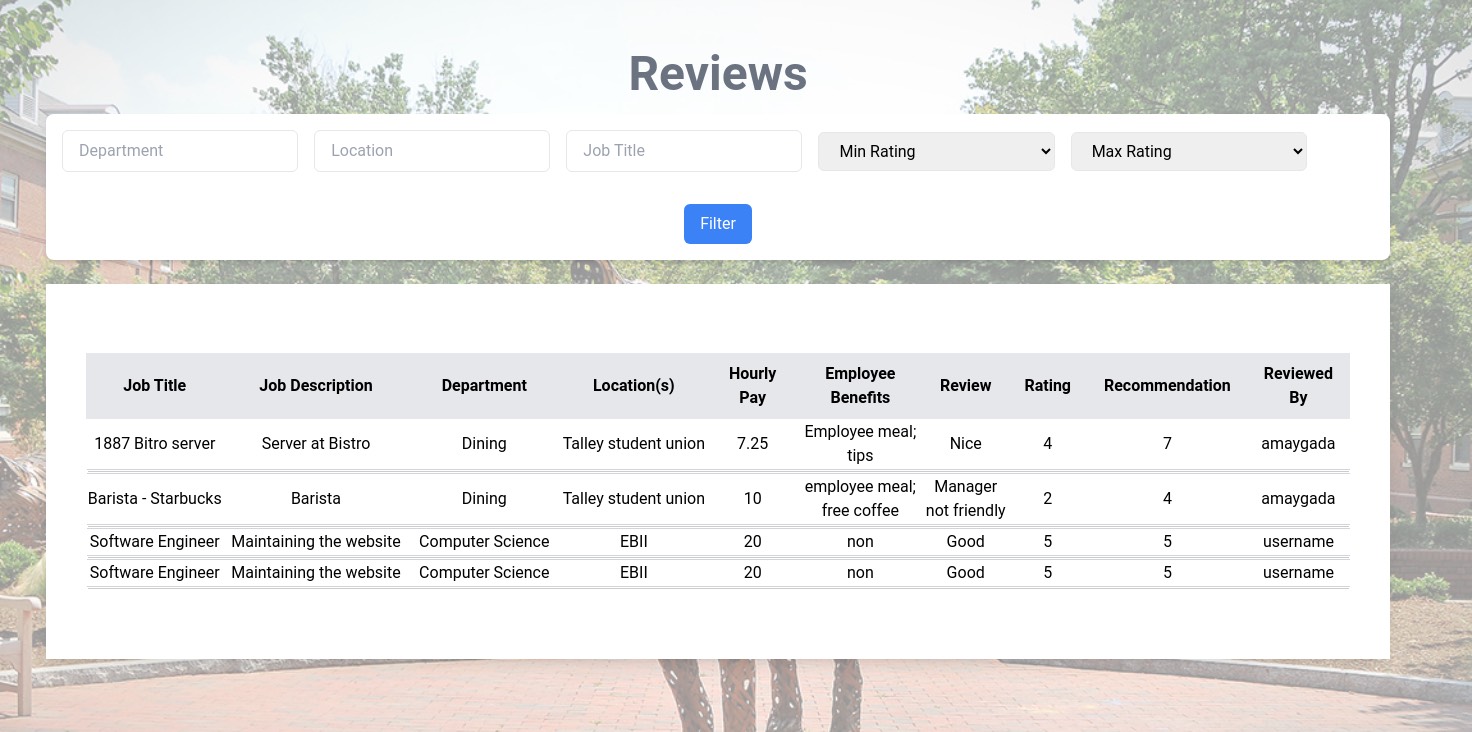 Reviews
Department Location Job Title Min Rating Max Rating
Filter
Job Title Job Description Department Location(s) Hourly Pay Employee Benefits Review Rating Recommendation Reviewed By
1887 Bitro server Server at Bistro Dining Talley student union 7.25 Employee meal; tips Nice 4 7 amaygada
Barista - Starbucks Barista Dining Talley student union 10 employee meal; free coffee Manager not friendly 2 4 amaygada
Software Engineer Maintaining the website Computer Science EBII 20 non Good 5 5 username
Software Engineer Maintaining the website Computer Science EBII 20 non Good 5 5 username